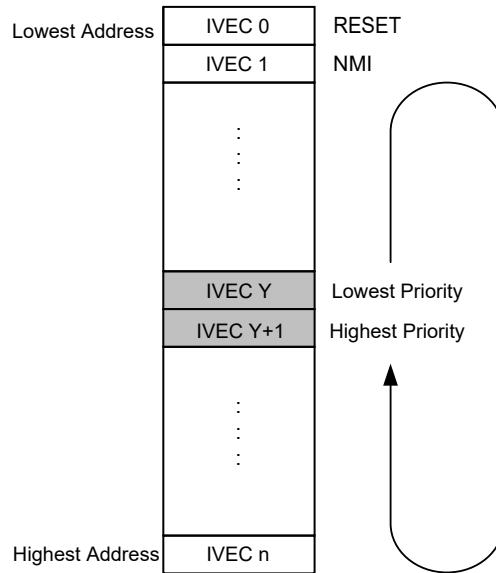 Lowest Address IVEC 0 RESET
IVEC 1 NMI
⋮
IVEC Y Lowest Priority
IVEC Y+1 Highest Priority
⋮
Highest Address IVEC n